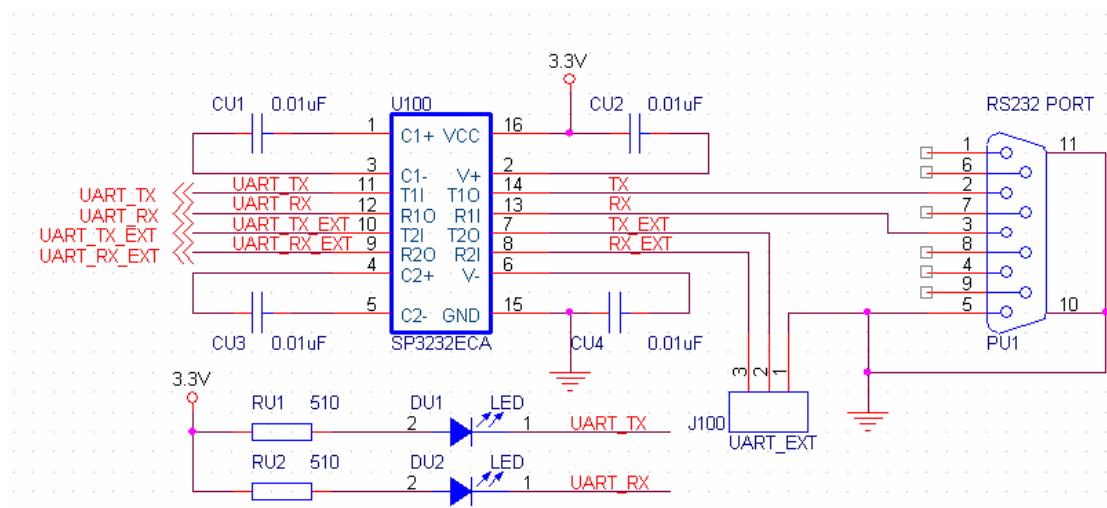 3.3V
CU1 0.01uF U100 CU2 0.01uF RS232 PORT
1 C1+ VCC 16 1 11
3 C1- V+ 2 6
UART_TX UART_TX 11 T1I T1O 14 TX 2
UART_RX UART_RX 12 R1O R1I 13 RX 7
UART_TX_EXT UART_TX_EXT 10 T2I T2O 7 TX_EXT 3
UART_RX_EXT UART_RX_EXT 9 R2O R2I 8 RX_EXT 8
4 C2+ V- 6 4
9
5 C2- GND 15 5 10
CU3 0.01uF SP3232ECA CU4 0.01uF PU1
3 2 1
3.3V
RU1 510 DU1 LED
2 1 UART_TX J100
UART_EXT
RU2 510 DU2 LED
2 1 UART_RX